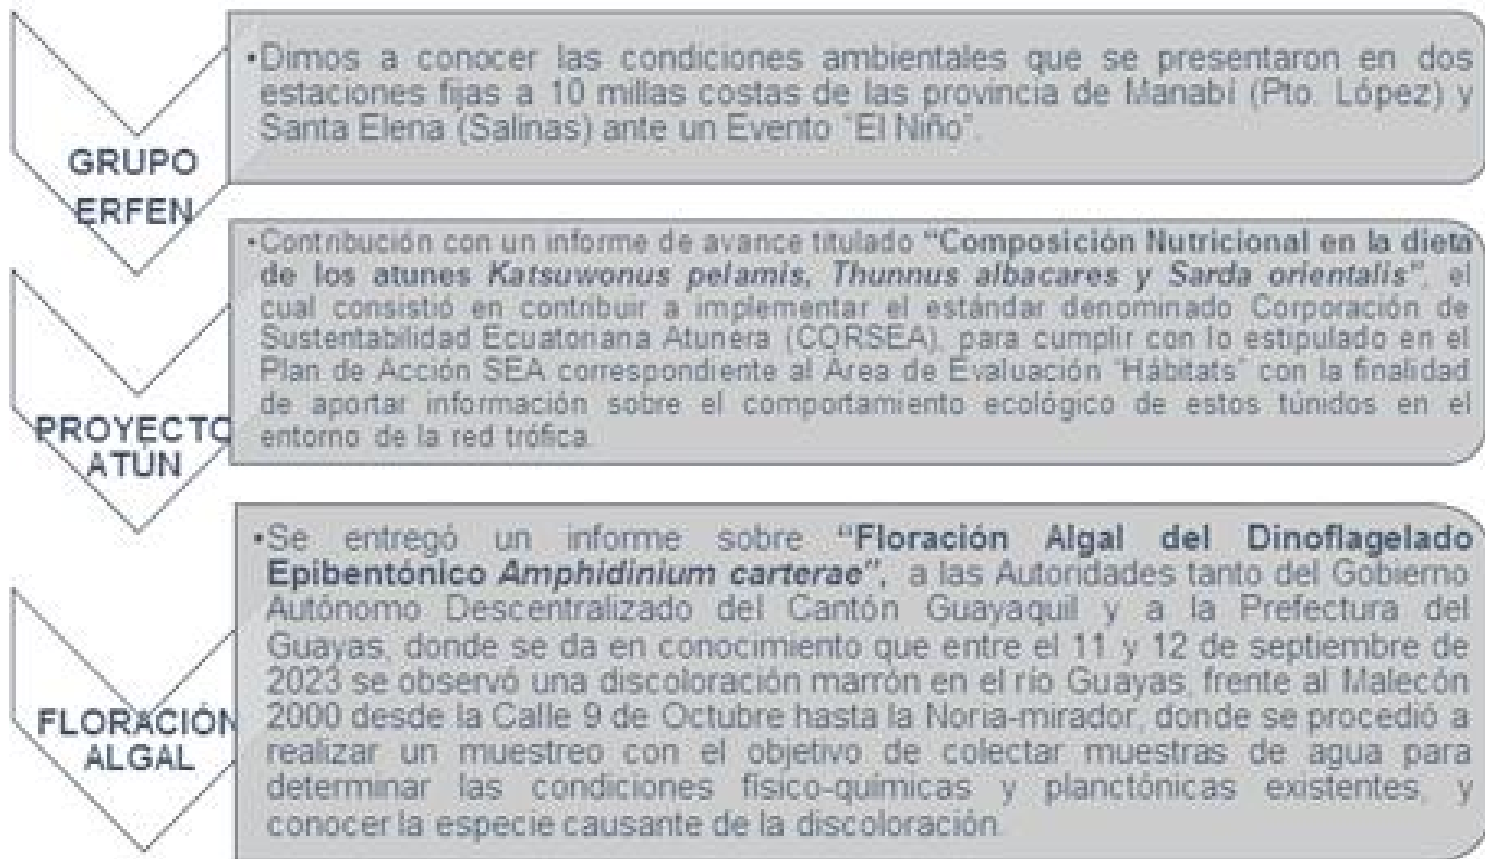 GRUPO
ERFEN
•Dimos a conocer las condiciones ambientales que se presentaron en dos
estaciones fijas a 10 millas costas de las provincia de Manabí (Pto. López) y
Santa Elena (Salinas) ante un Evento "El Niño".
PROYECTO
ATÚN
•Contribución con un informe de avance titulado "Composición Nutricional en la dieta
de los atunes Katsuwonus pelamis, Thunnus albacares y Sarda orientalis", el
cual consistió en contribuir a implementar el estándar denominado Corporación de
Sustentabilidad Ecuatoriana Atunera (CORSEA), para cumplir con lo estipulado en el
Plan de Acción SEA correspondiente al Área de Evaluación "Hábitats" con la finalidad
de aportar información sobre el comportamiento ecológico de estos túnidos en el
entorno de la red trófica.
FLORACIÓN
ALGAL
•Se entregó un informe sobre "Floración Algal del Dinoflagelado
Epibentónico Amphidinium carterae", a las Autoridades tanto del Gobierno
Autónomo Descentralizado del Cantón Guayaquil y a la Prefectura del
Guayas, donde se da en conocimiento que entre el 11 y 12 de septiembre de
2023 se observó una discoloración marrón en el río Guayas, frente al Malecón
2000 desde la Calle 9 de Octubre hasta la Noria-mirador, donde se procedió a
realizar un muestreo con el objetivo de colectar muestras de agua para
determinar las condiciones físico-químicas y planctónicas existentes, y
conocer la especie causante de la discoloración.